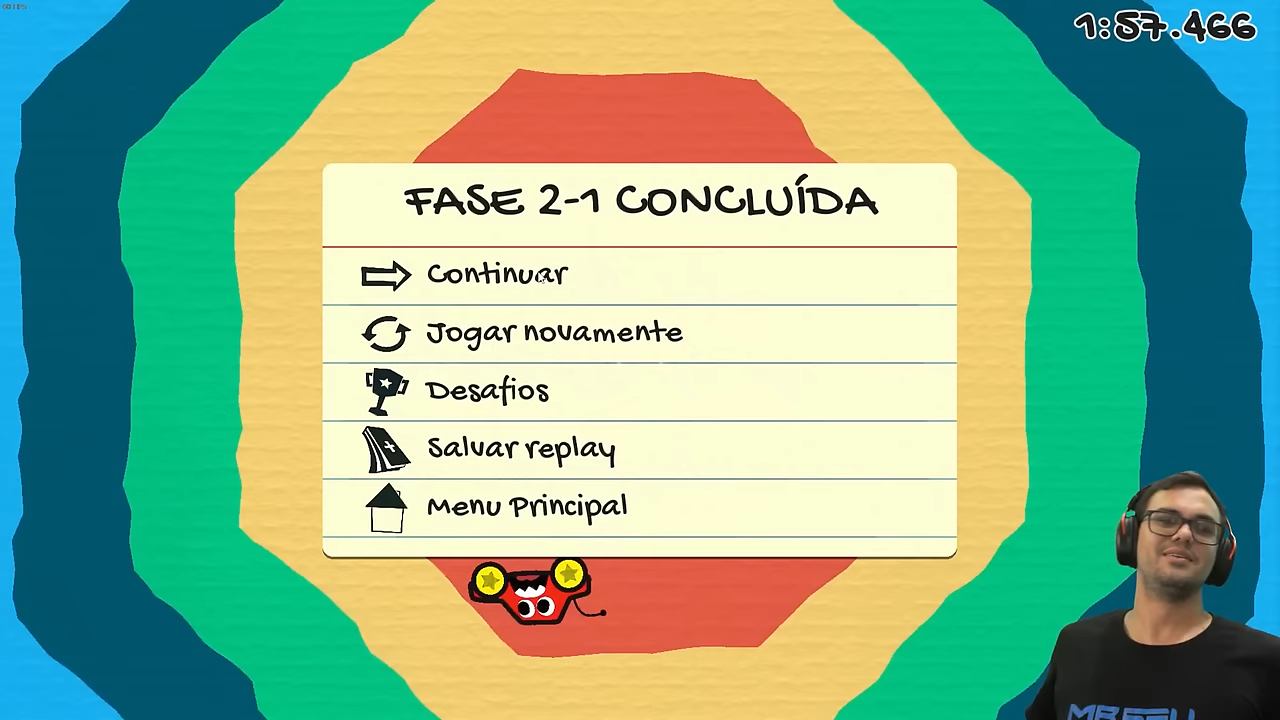 1:57.466
FASE 2-1 CONCLUÍDA
Continuar
Jogar novamente
Desafios
Salvar replay
Menu Principal